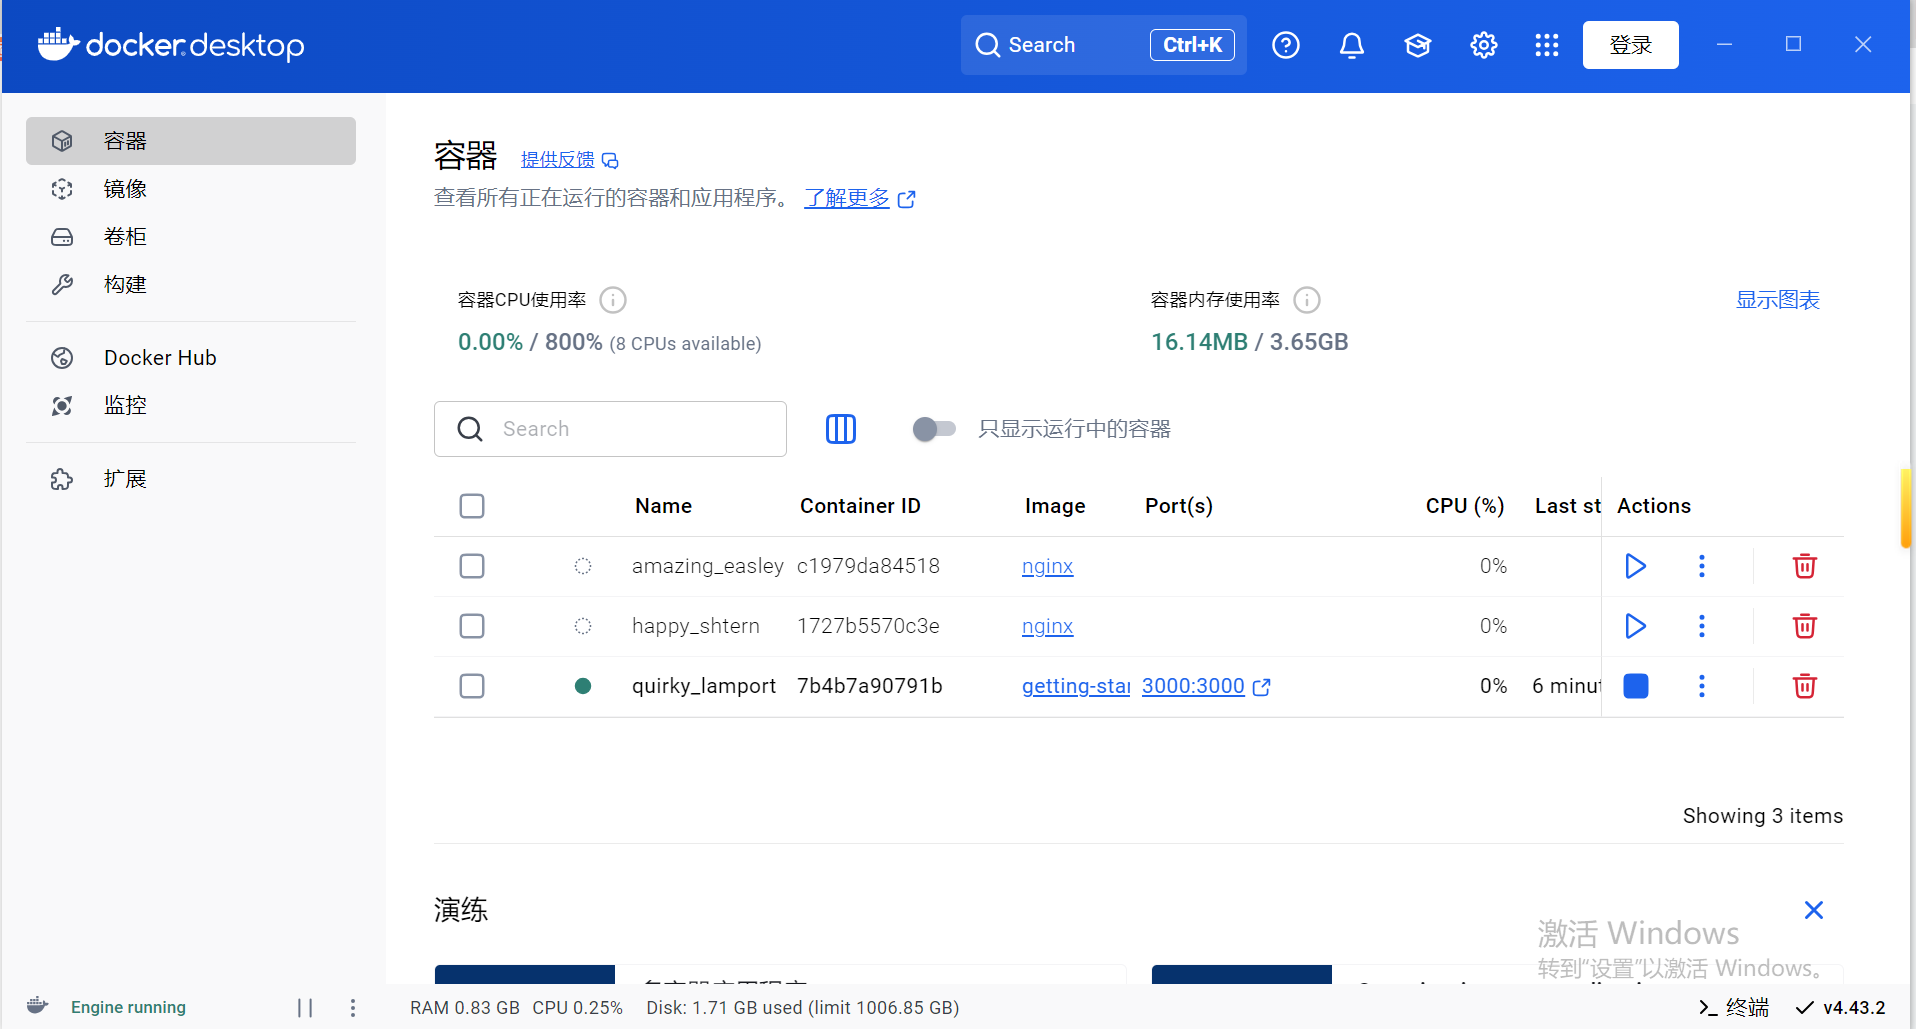 docker.desktop
Search
Ctrl+K
登录
容器
镜像
卷柜
构建
Docker Hub
监控
扩展
容器
提供反馈
查看所有正在运行的容器和应用程序。
了解更多
容器CPU使用率
0.00% / 800% (8 CPUs available)
容器内存使用率
16.14MB / 3.65GB
显示图表
Search
只显示运行中的容器
Name Container ID Image Port(s) CPU (%) Last st Actions
amazing_easley c1979da84518 nginx 0%
happy_shtern 1727b5570c3e nginx 0%
quirky_lamport 7b4b7a90791b getting-star 3000:3000 0% 6 minut
Showing 3 items
演练
激活 Windows
转到“设置”以激活 Windows。
Engine running
RAM 0.83 GB CPU 0.25% Disk: 1.71 GB used (limit 1006.85 GB)
终端
v4.43.2